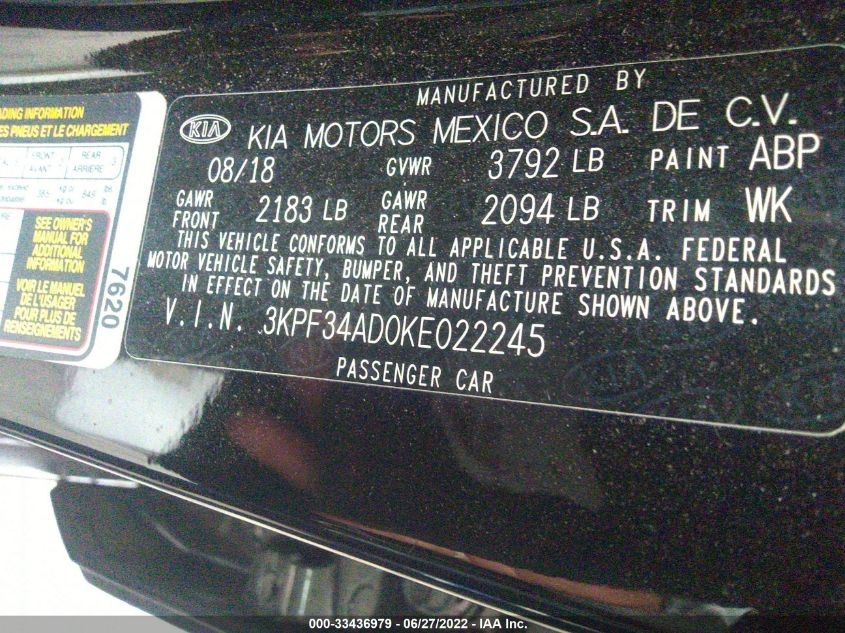 MANUFACTURED BY
KIA KIA MOTORS MEXICO S.A. DE C.V.
08/18 GVWR 3792 LB PAINT ABP
GAWR FRONT 2183 LB GAWR REAR 2094 LB TRIM WK
THIS VEHICLE CONFORMS TO ALL APPLICABLE U.S.A. FEDERAL
MOTOR VEHICLE SAFETY, BUMPER, AND THEFT PREVENTION STANDARDS
IN EFFECT ON THE DATE OF MANUFACTURE SHOWN ABOVE.
V.I.N. 3KPF34AD0KE022245
PASSENGER CAR
INFORMATION
PNEUS ET LE CHARGEMENT
FRONT
AVANT
REAR
ARRIÈRE
SEE OWNER'S
MANUAL FOR
ADDITIONAL
INFORMATION
VOIR LE MANUEL
DE L'USAGER
POUR PLUS
7620
000-33436979 - 06/27/2022 - IAA Inc.